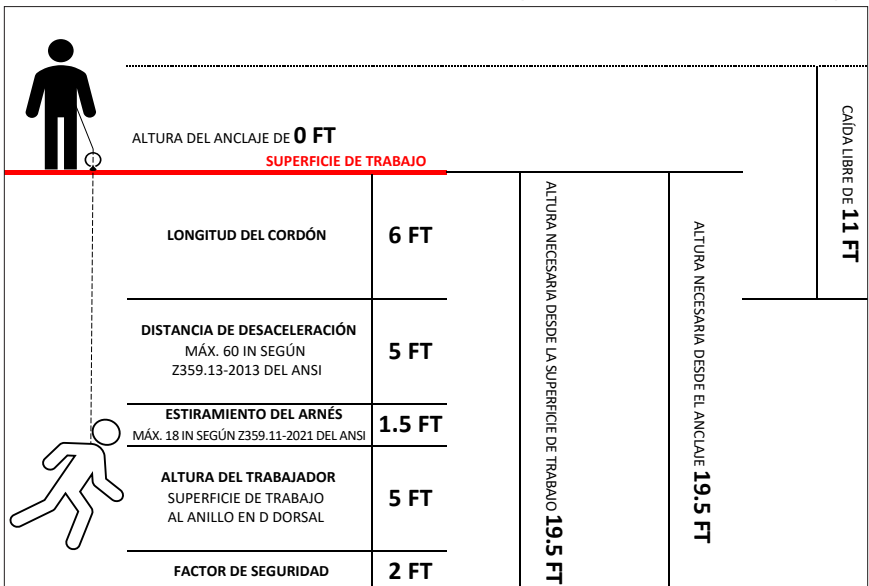 ALTURA DEL ANCLAJE DE 0 FT
SUPERFICIE DE TRABAJO
LONGITUD DEL CORDÓN
6 FT
DISTANCIA DE DESACELERACIÓN
MÁX. 60 IN SEGÚN
Z359.13-2013 DEL ANSI
5 FT
ESTIRAMIENTO DEL ARNÉS
MÁX. 18 IN SEGÚN Z359.11-2021 DEL ANSI
1.5 FT
ALTURA DEL TRABAJADOR
SUPERFICIE DE TRABAJO
AL ANILLO EN D DORSAL
5 FT
FACTOR DE SEGURIDAD
2 FT
ALTURA NECESARIA DESDE LA SUPERFICIE DE TRABAJO 19.5 FT
ALTURA NECESARIA DESDE EL ANCLAJE 19.5 FT
CAÍDA LIBRE DE 11 FT